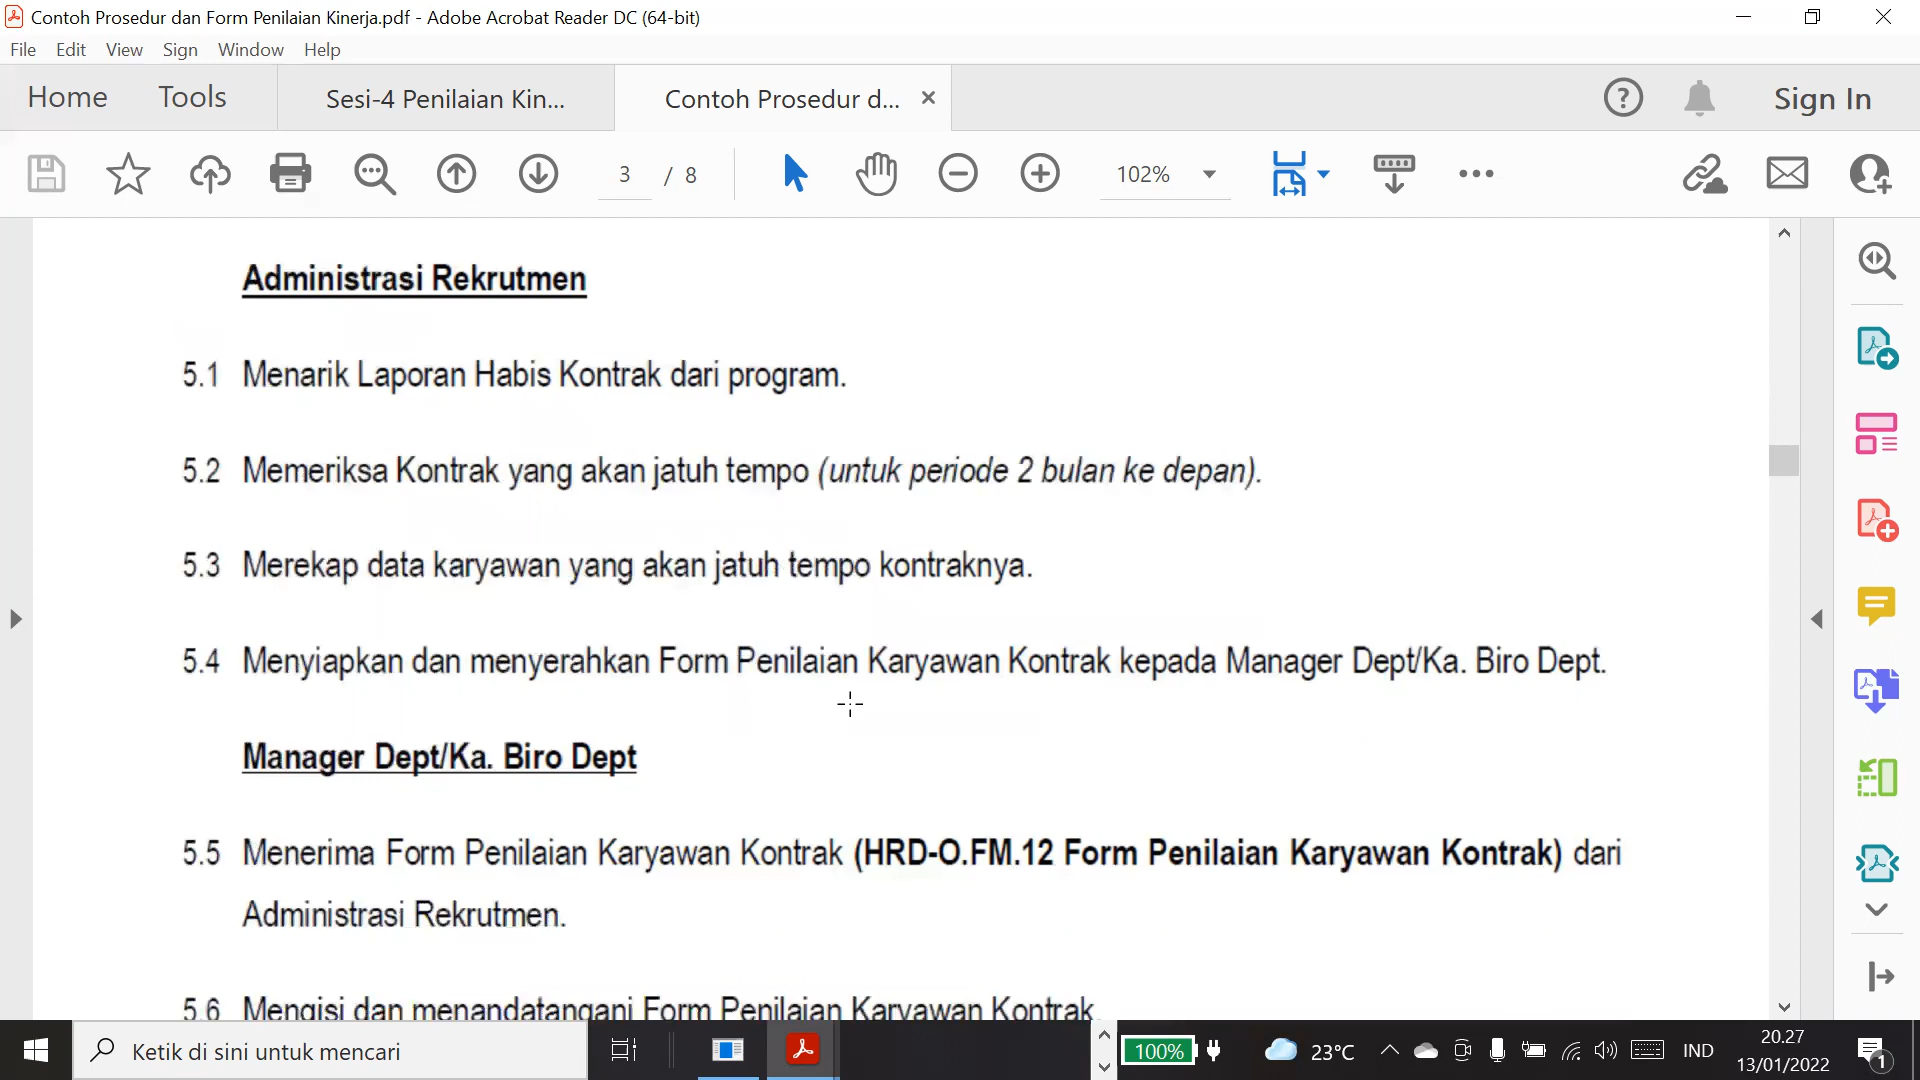 Contoh Prosedur dan Form Penilaian Kinerja.pdf - Adobe Acrobat Reader DC (64-bit)
File Edit View Sign Window Help
Home Tools Sesi-4 Penilaian Kin... Contoh Prosedur d... Sign In
3 / 8 102%
Administrasi Rekrutmen
5.1 Menarik Laporan Habis Kontrak dari program.
5.2 Memeriksa Kontrak yang akan jatuh tempo (untuk periode 2 bulan ke depan).
5.3 Merekap data karyawan yang akan jatuh tempo kontraknya.
5.4 Menyiapkan dan menyerahkan Form Penilaian Karyawan Kontrak kepada Manager Dept/Ka. Biro Dept.
Manager Dept/Ka. Biro Dept
5.5 Menerima Form Penilaian Karyawan Kontrak (HRD-O.FM.12 Form Penilaian Karyawan Kontrak) dari
Administrasi Rekrutmen.
5.6 Mengisi dan menandatangani Form Penilaian Karyawan Kontrak.
Ketik di sini untuk mencari 100% 23°C IND 20.27
13/01/2022 1